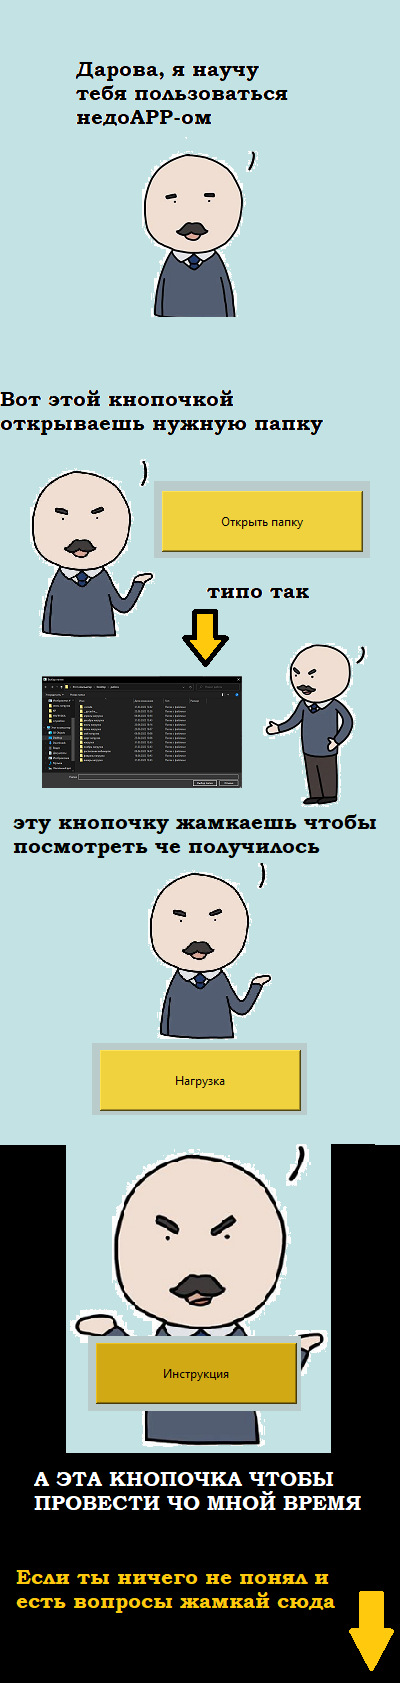 Дарова, я научу
тебя пользоваться
недоАРР-ом
Вот этой кнопочкой
открываешь нужную папку
Открыть папку
типо так
эту кнопочку жамкаешь чтобы
посмотреть че получилось
Нагрузка
Инструкция
А ЭТА КНОПОЧКА ЧТОБЫ
ПРОВЕСТИ ЧО МНОЙ ВРЕМЯ
Если ты ничего не понял и
есть вопросы жамкай сюда